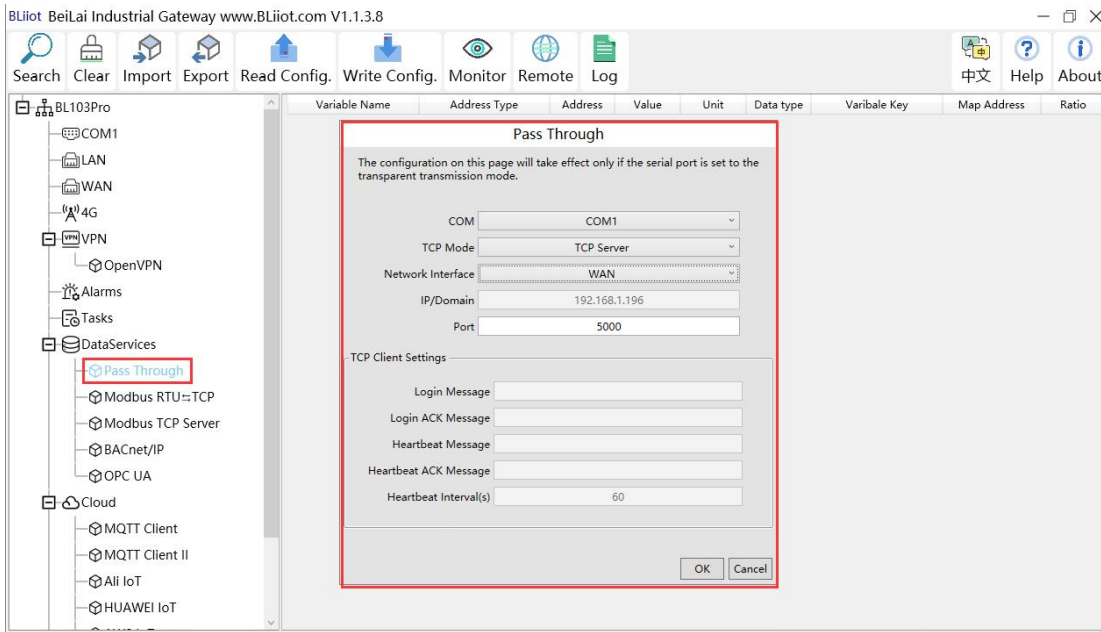 BLiiot BeiLai Industrial Gateway www.BLiiot.com V1.1.3.8
Search Clear Import Export Read Config. Write Config. Monitor Remote Log 中文 Help About
BL103Pro
COM1
LAN
WAN
4G
VPN
OpenVPN
Alarms
Tasks
DataServices
Pass Through
Modbus RTU⇆TCP
Modbus TCP Server
BACnet/IP
OPC UA
Cloud
MQTT Client
MQTT Client II
Ali IoT
HUAWEI IoT
Variable Name Address Type Address Value Unit Data type Varibale Key Map Address Ratio
Pass Through
The configuration on this page will take effect only if the serial port is set to the
transparent transmission mode.
COM COM1
TCP Mode TCP Server
Network Interface WAN
IP/Domain 192.168.1.196
Port 5000
TCP Client Settings
Login Message
Login ACK Message
Heartbeat Message
Heartbeat ACK Message
Heartbeat Interval(s) 60
OK Cancel